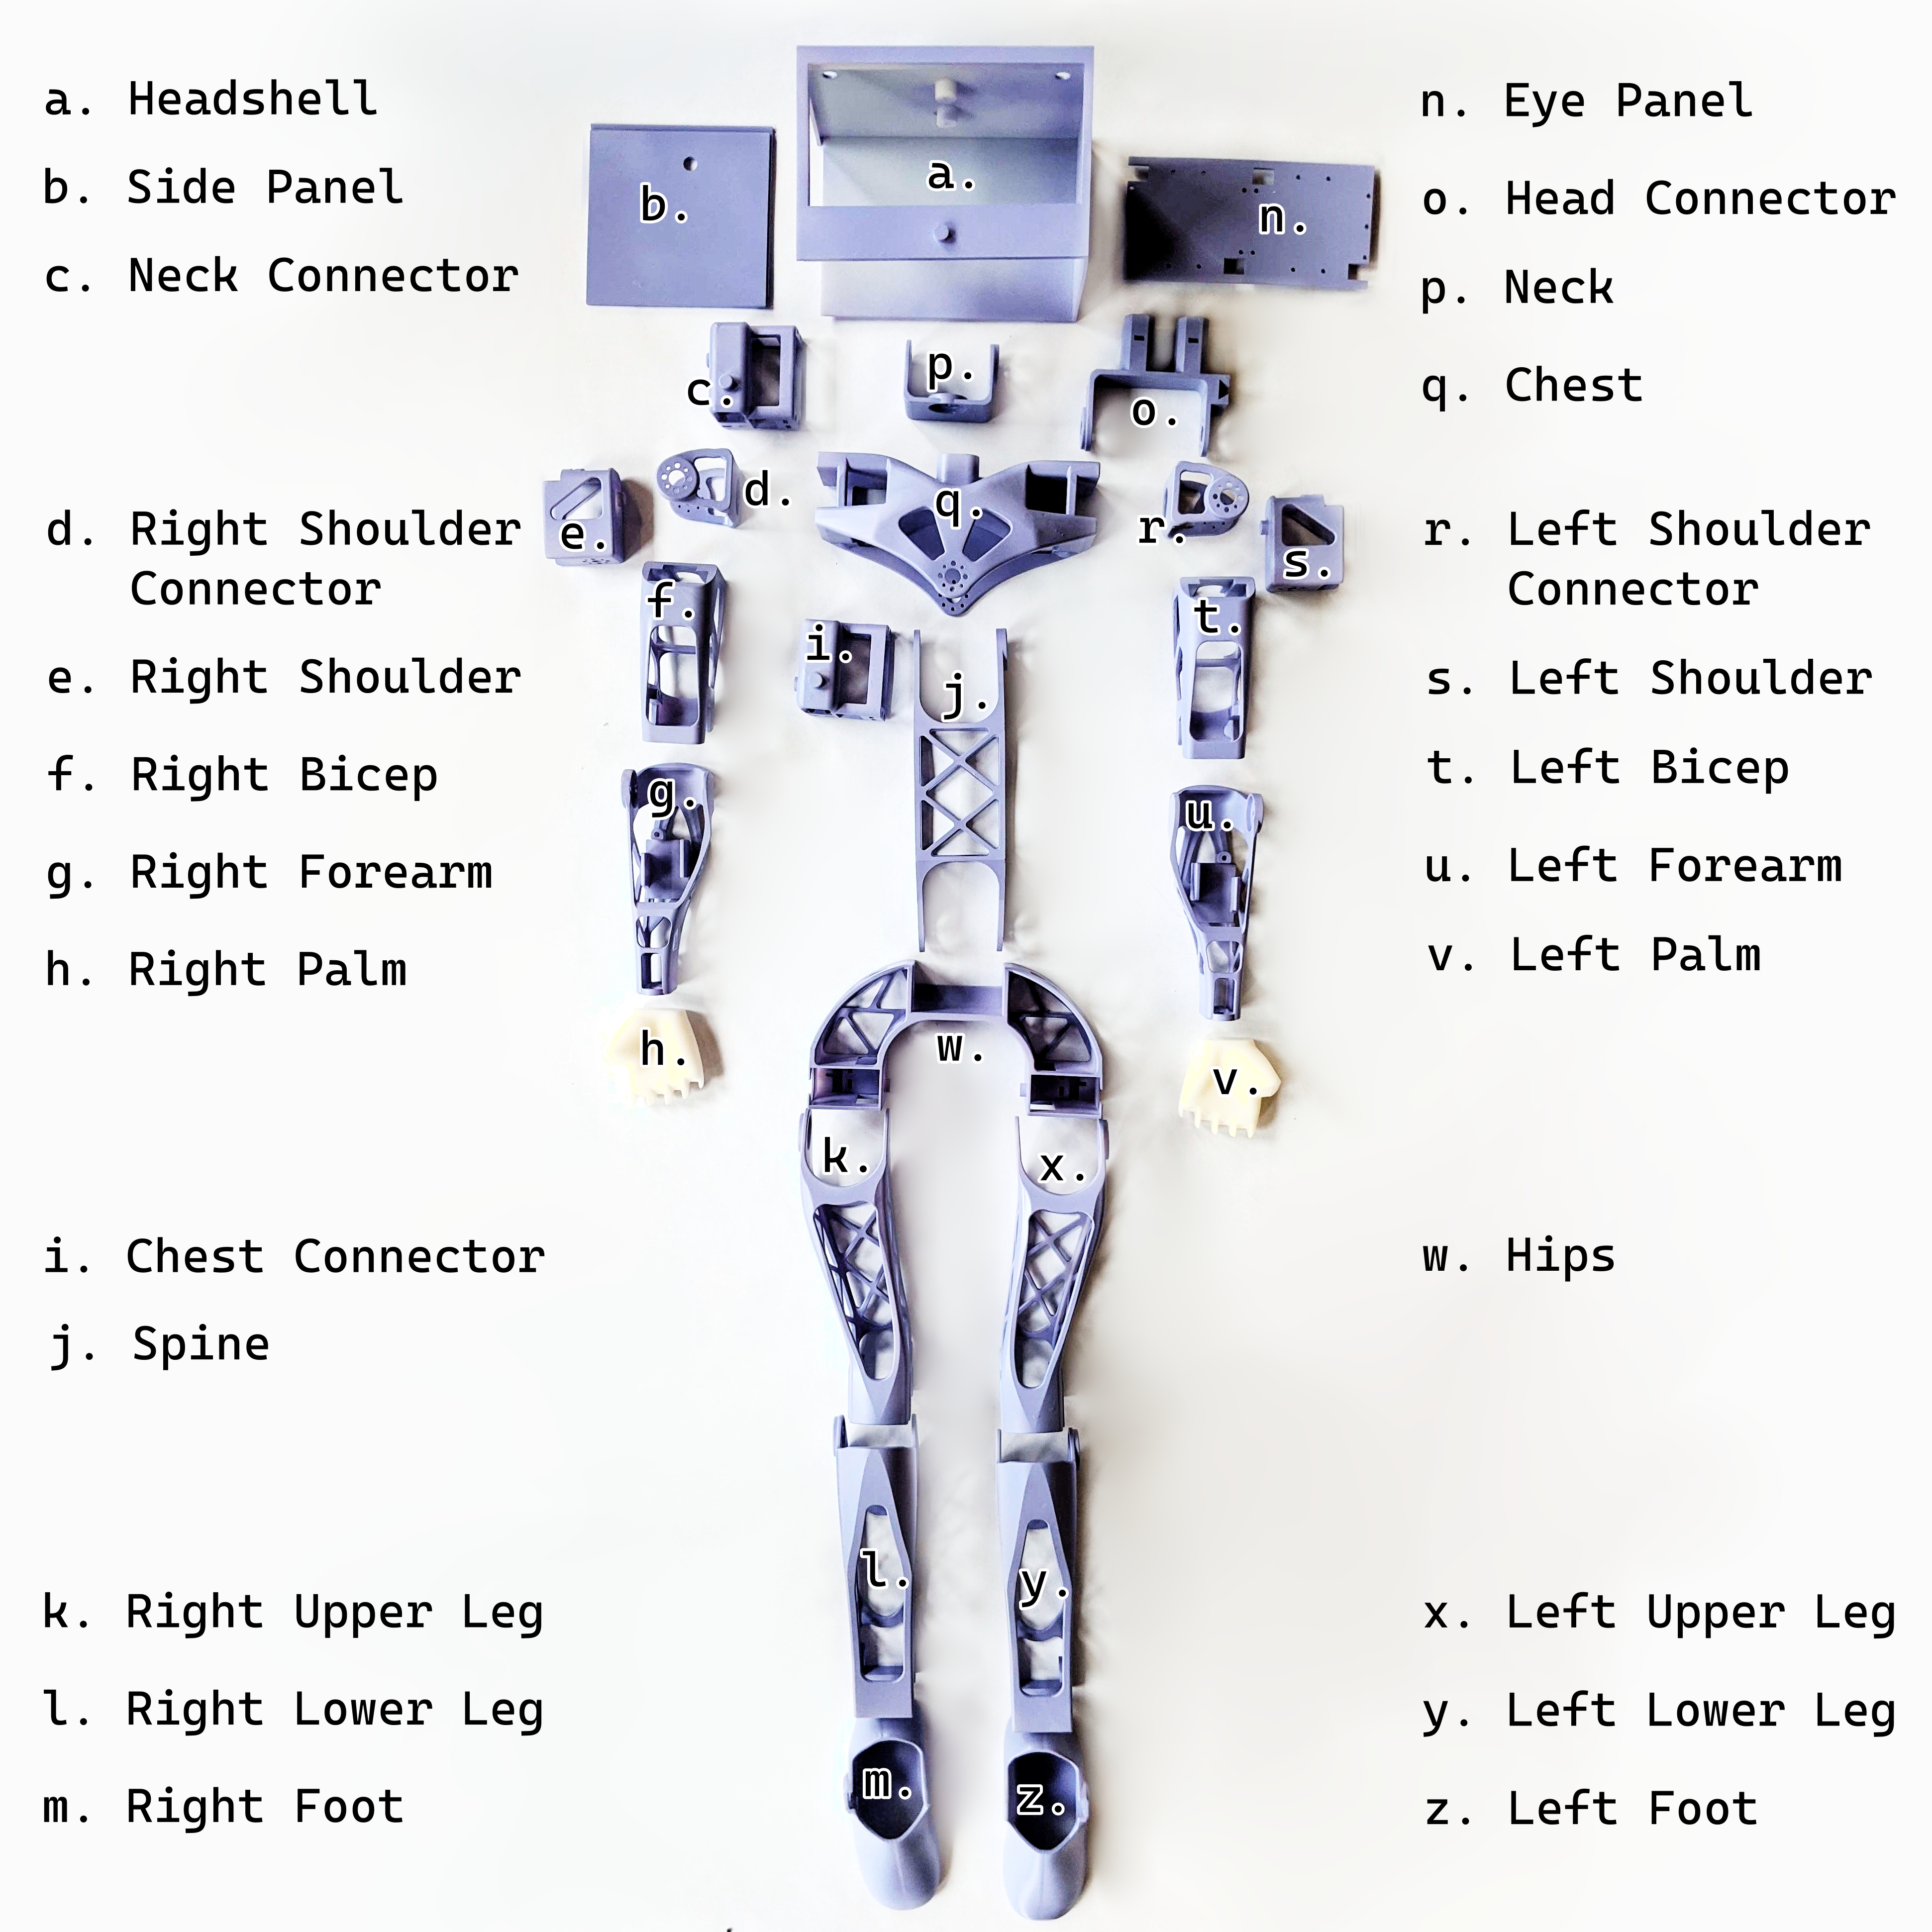 a. Headshell
b. Side Panel
c. Neck Connector
d. Right Shoulder
Connector
e. Right Shoulder
f. Right Bicep
g. Right Forearm
h. Right Palm
i. Chest Connector
j. Spine
k. Right Upper Leg
l. Right Lower Leg
m. Right Foot
a.
b.
n.
c.
p.
o.
d.
e.
q.
r.
s.
f.
t.
i.
j.
g.
u.
h.
w.
v.
k.
x.
l.
y.
m.
z.
n. Eye Panel
o. Head Connector
p. Neck
q. Chest
r. Left Shoulder
Connector
s. Left Shoulder
t. Left Bicep
u. Left Forearm
v. Left Palm
w. Hips
x. Left Upper Leg
y. Left Lower Leg
z. Left Foot